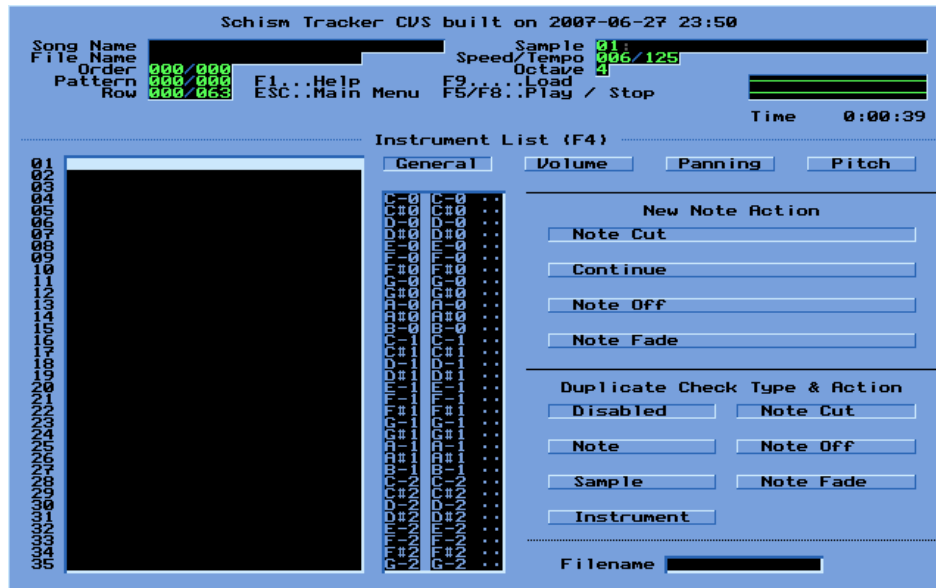 Schism Tracker CVS built on 2007-06-27 23:50
Song Name Sample 01:
File Name Speed/Tempo 006/125
Order 000/000 Octave 4
Pattern 000/000 F1...Help F9.....Load
Row 000/063 ESC..Main Menu F5/F8..Play / Stop
Time 0:00:39
Instrument List (F4)
01 General Volume Panning Pitch
02
03
04 C-0 C-0 ··
05 C#0 C#0 ·· New Note Action
06 D-0 D-0 ··
07 D#0 D#0 ·· Note Cut
08 E-0 E-0 ··
09 F-0 F-0 ··
10 F#0 F#0 ·· Continue
11 G-0 G-0 ··
12 G#0 G#0 ··
13 A-0 A-0 ·· Note Off
14 A#0 A#0 ··
15 B-0 B-0 ··
16 C-1 C-1 ·· Note Fade
17 C#1 C#1 ··
18 D-1 D-1 ··
19 D#1 D#1 ··
20 E-1 E-1 ·· Duplicate Check Type & Action
21 F-1 F-1 ··
22 F#1 F#1 ·· Disabled Note Cut
23 G-1 G-1 ··
24 G#1 G#1 ··
25 A-1 A-1 ·· Note Note Off
26 A#1 A#1 ··
27 B-1 B-1 ··
28 C-2 C-2 ·· Sample Note Fade
29 C#2 C#2 ··
30 D-2 D-2 ··
31 D#2 D#2 ·· Instrument
32 E-2 E-2 ··
33 F-2 F-2 ··
34 F#2 F#2 ··
35 G-2 G-2 ·· Filename